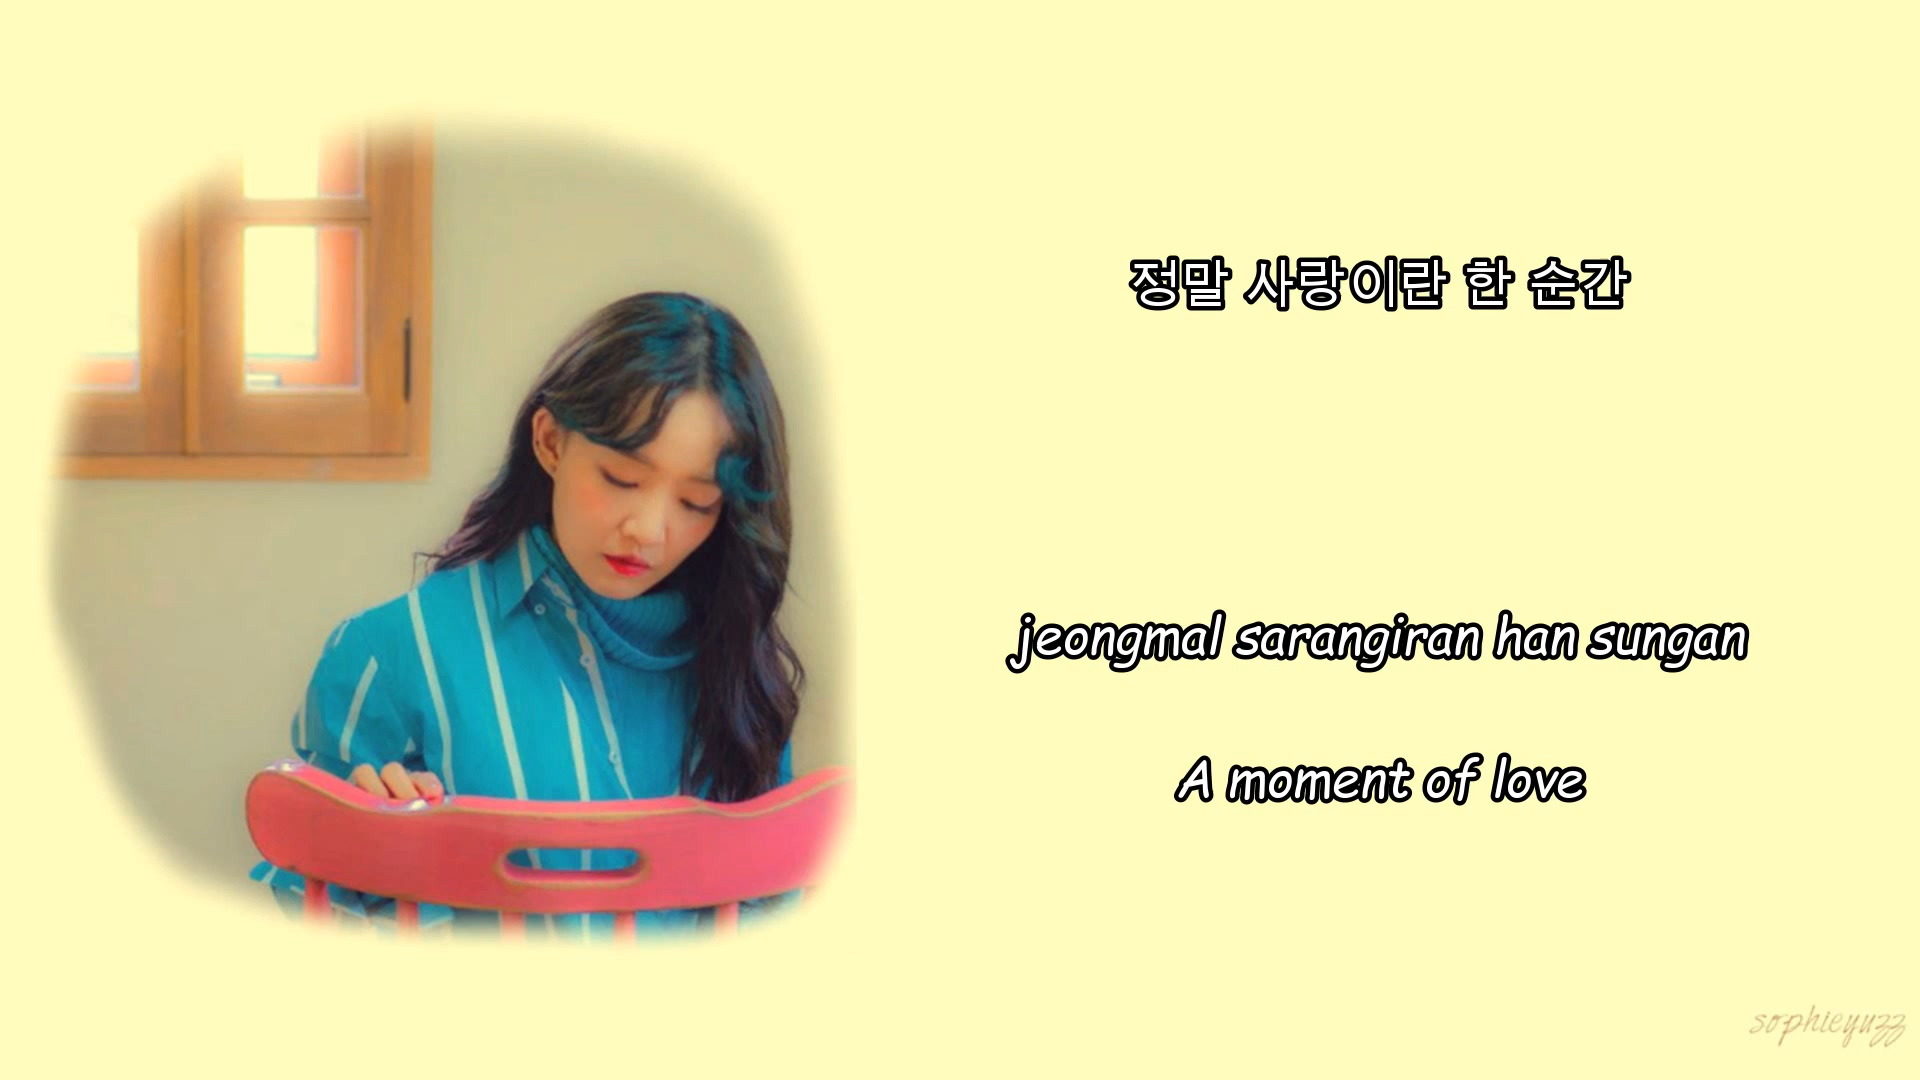 정말 사랑이란 한 순간
jeongmal sarangiran han sungan
A moment of love
sophieyuzz